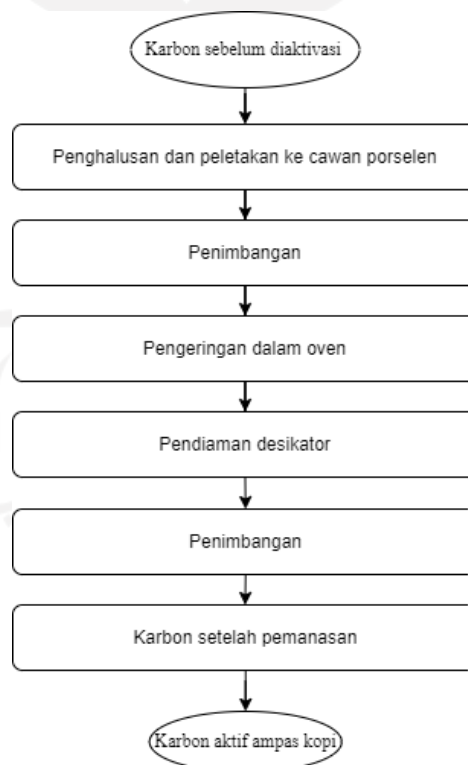 Karbon sebelum diaktivasi
Penghalusan dan peletakan ke cawan porselen
Penimbangan
Pengeringan dalam oven
Pendiaman desikator
Penimbangan
Karbon setelah pemanasan
Karbon aktif ampas kopi